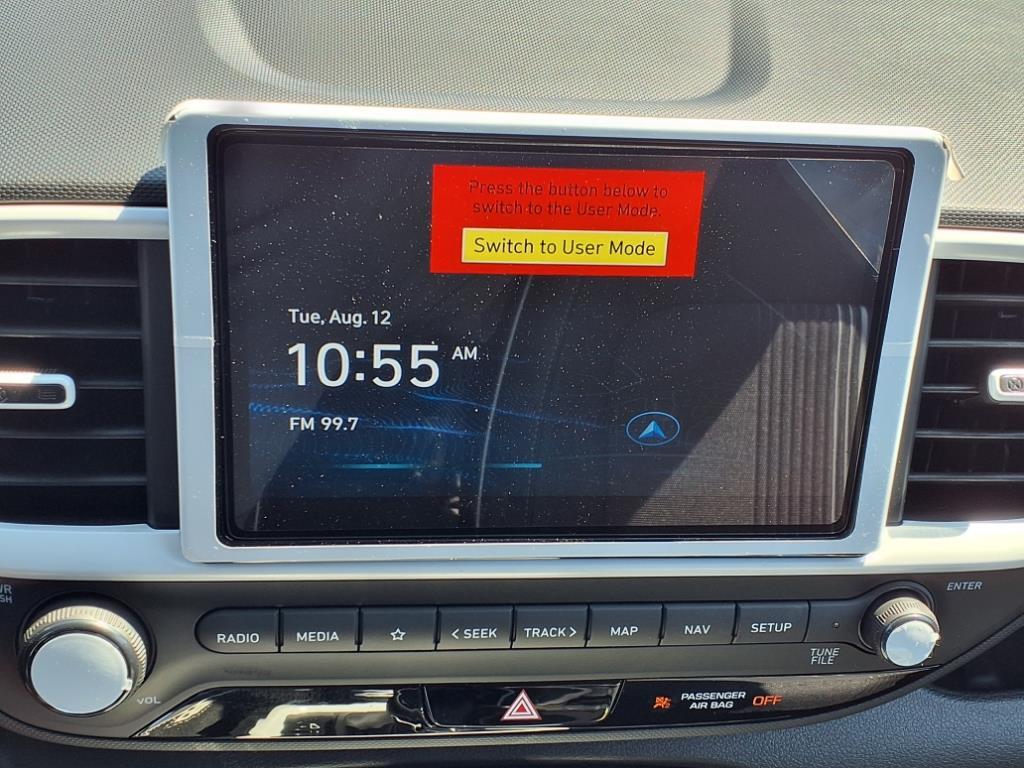 Press the button below to
switch to the User Mode.
Switch to User Mode
Tue, Aug. 12
10:55 AM
FM 99.7
ENTER
RADIO
MEDIA
< SEEK
TRACK >
MAP
NAV
SETUP
TUNE
FILE
VOL
PASSENGER
AIR BAG
OFF